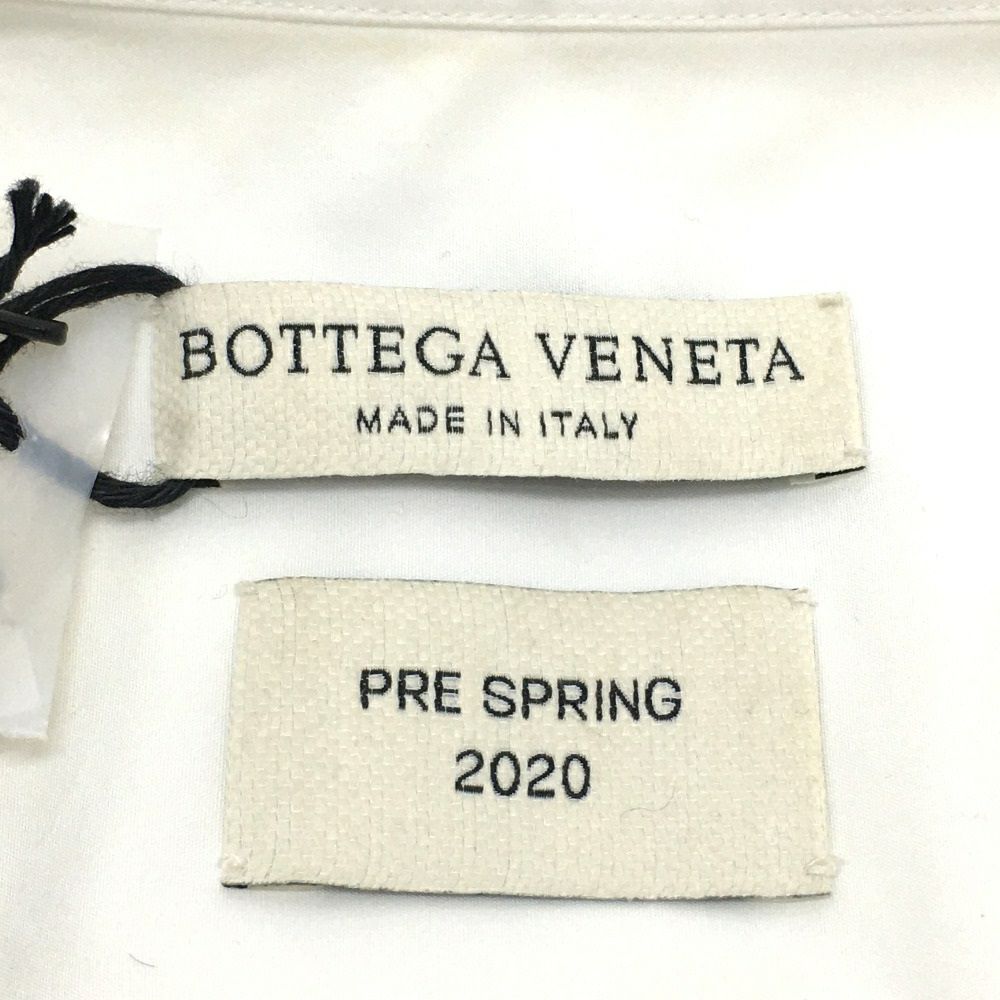 BOTTEGA VENETA
MADE IN ITALY
PRE SPRING
2020